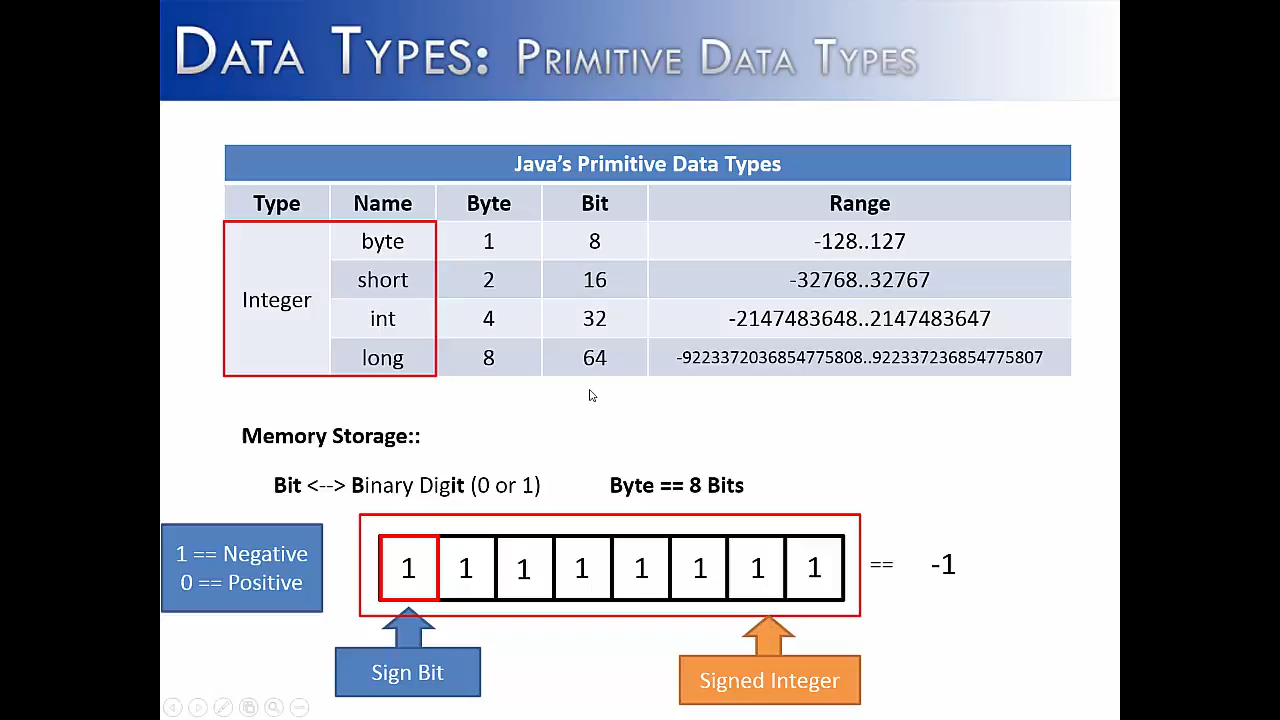 DATA TYPES: PRIMITIVE DATA TYPES
Java's Primitive Data Types
Type Name Byte Bit Range
byte 1 8 -128..127
short 2 16 -32768..32767
Integer
int 4 32 -2147483648..2147483647
long 8 64 -9223372036854775808..922337236854775807
Memory Storage::
Bit <--> Binary Digit (0 or 1) Byte == 8 Bits
1 == Negative
0 == Positive
1 1 1 1 1 1 1 1 == -1
Sign Bit
Signed Integer